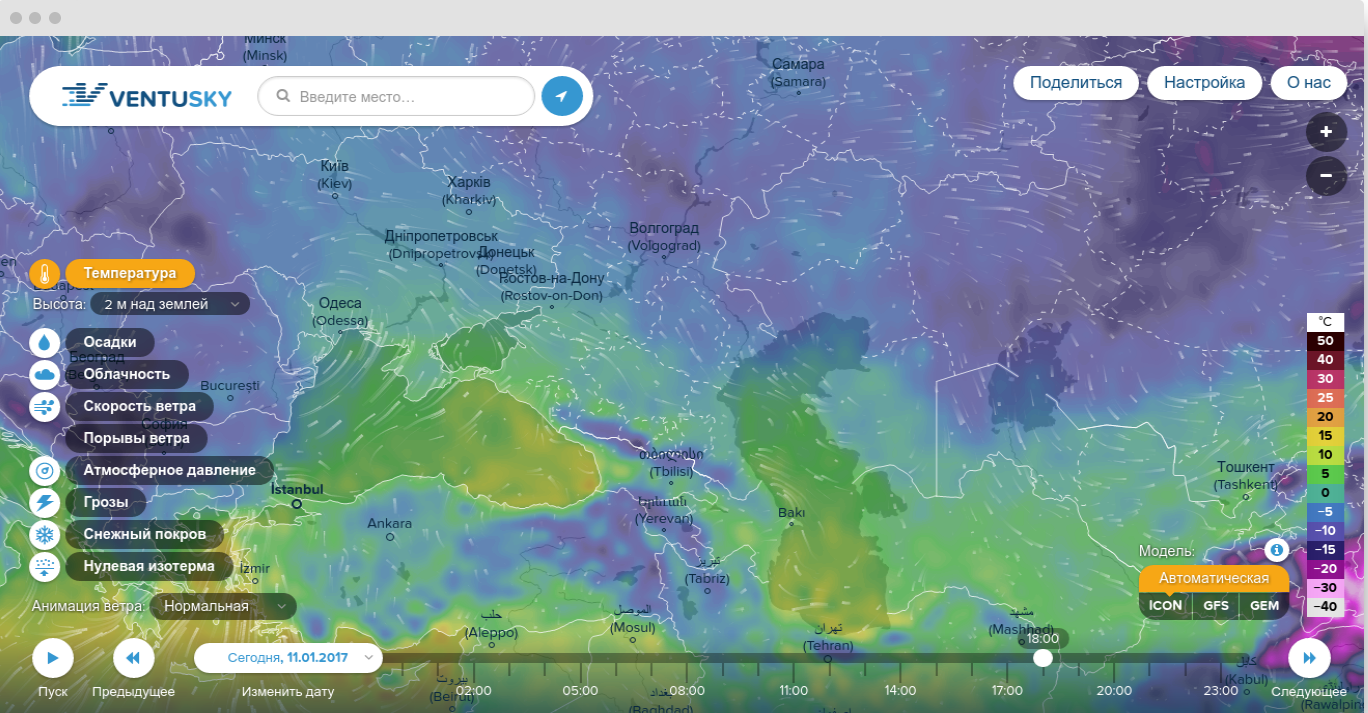 Минск
(Minsk)
Самара
(Samara)
VENTUSKY
Введите место...
Поделиться
Настройка
О нас
+
−
Київ
(Kiev)
Харків
(Kharkiv)
Дніпропетровськ
(Dnipropetrovsk)
Донецьк
(Donetsk)
Волгоград
(Volgograd)
Ростов-на-Дону
(Rostov-on-Don)
Одеса
(Odessa)
Температура
Высота:
2 м над землей
Осадки
Београд
Облачность
București
Скорость ветра
София
Порывы ветра
Атмосферное давление
İstanbul
Грозы
Ankara
Снежный покров
Нулевая изотерма
İzmir
Анимация ветра:
Нормальная
(Tbilisi)
(Yerevan)
Bakı
تبریز
(Tabriz)
حلب
(Aleppo)
الموصل
(Mosul)
تهران
(Tehran)
مشهد
(Mashhad)
Тошкент
(Tashkent)
°C
50
40
30
25
20
15
10
5
0
−5
−10
−15
−20
−30
−40
Модель:
Автоматическая
ICON
GFS
GEM
18:00
Пуск
Предыдущее
Сегодня, 11.01.2017
Изменить дату
بيروت
(Beirut)
بغداد
(Baghdad)
02:00
05:00
08:00
11:00
14:00
17:00
20:00
23:00
کابل
(Kabul)
Следующее
(Rawalpin